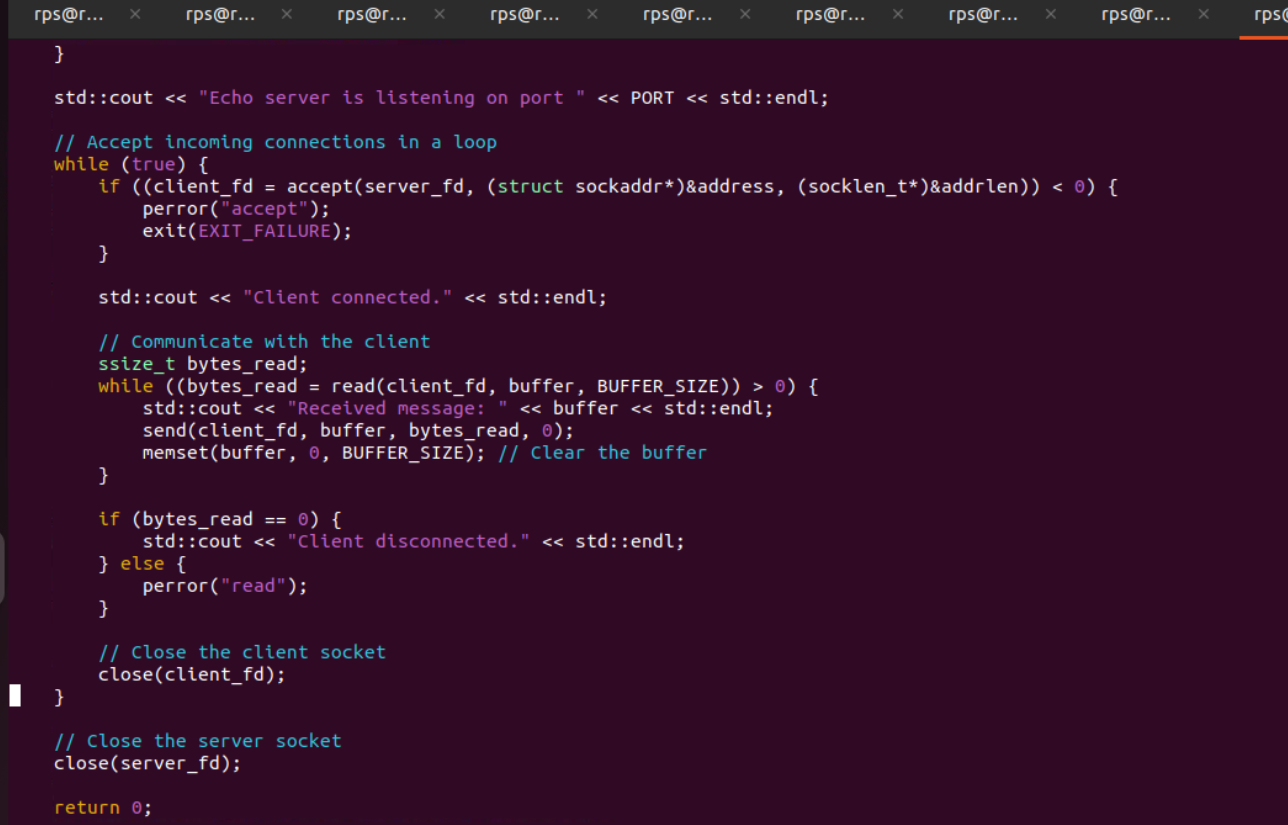 rps@r... × rps@r... × rps@r... × rps@r... × rps@r... × rps@r... × rps@r... × rps@r... × rps@
    }

    std::cout << "Echo server is listening on port " << PORT << std::endl;

    // Accept incoming connections in a loop
    while (true) {
        if ((client_fd = accept(server_fd, (struct sockaddr*)&address, (socklen_t*)&addrlen)) < 0) {
            perror("accept");
            exit(EXIT_FAILURE);
        }

        std::cout << "Client connected." << std::endl;

        // Communicate with the client
        ssize_t bytes_read;
        while ((bytes_read = read(client_fd, buffer, BUFFER_SIZE)) > 0) {
            std::cout << "Received message: " << buffer << std::endl;
            send(client_fd, buffer, bytes_read, 0);
            memset(buffer, 0, BUFFER_SIZE); // Clear the buffer
        }

        if (bytes_read == 0) {
            std::cout << "Client disconnected." << std::endl;
        } else {
            perror("read");
        }

        // Close the client socket
        close(client_fd);
    }

    // Close the server socket
    close(server_fd);

    return 0;